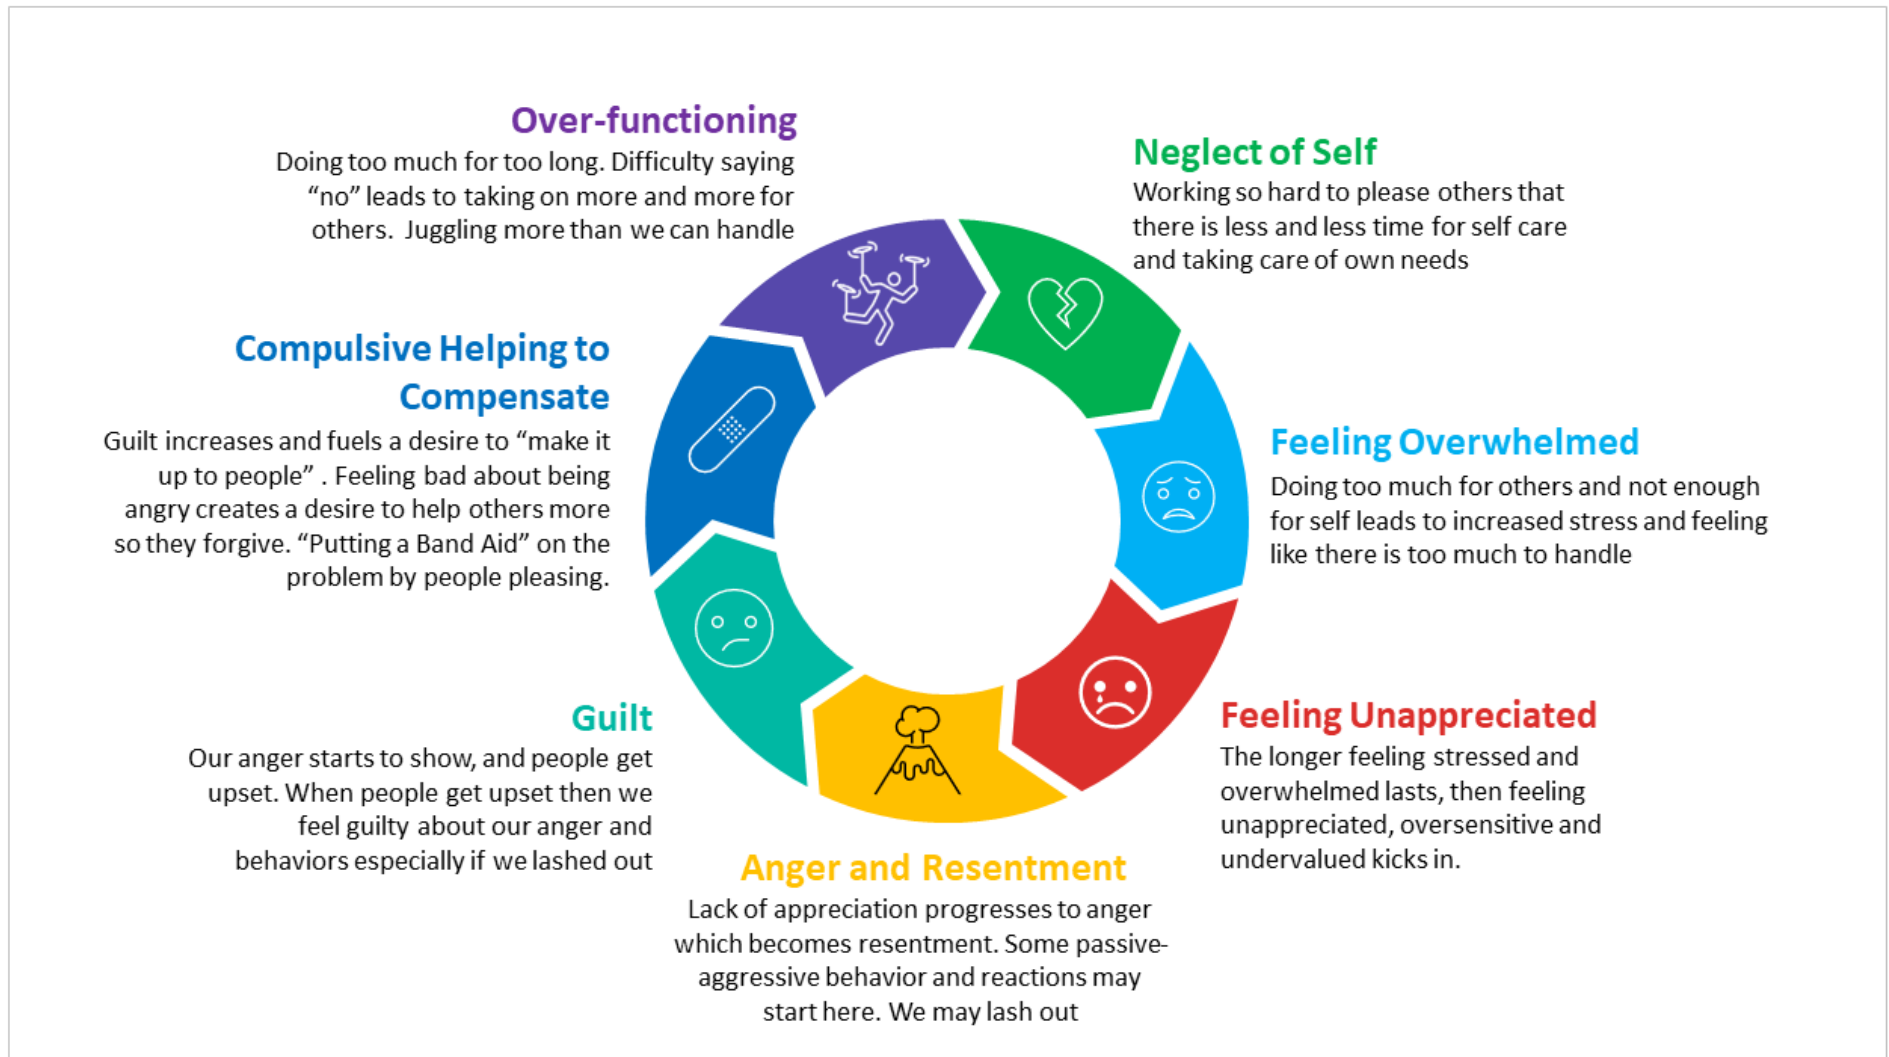 Over-functioning
Doing too much for too long. Difficulty saying
“no” leads to taking on more and more for
others. Juggling more than we can handle
Neglect of Self
Working so hard to please others that
there is less and less time for self care
and taking care of own needs
Feeling Overwhelmed
Doing too much for others and not enough
for self leads to increased stress and feeling
like there is too much to handle
Feeling Unappreciated
The longer feeling stressed and
overwhelmed lasts, then feeling
unappreciated, oversensitive and
undervalued kicks in.
Anger and Resentment
Lack of appreciation progresses to anger
which becomes resentment. Some passive-
aggressive behavior and reactions may
start here. We may lash out
Guilt
Our anger starts to show, and people get
upset. When people get upset then we
feel guilty about our anger and
behaviors especially if we lashed out
Compulsive Helping to
Compensate
Guilt increases and fuels a desire to “make it
up to people” . Feeling bad about being
angry creates a desire to help others more
so they forgive. “Putting a Band Aid” on the
problem by people pleasing.